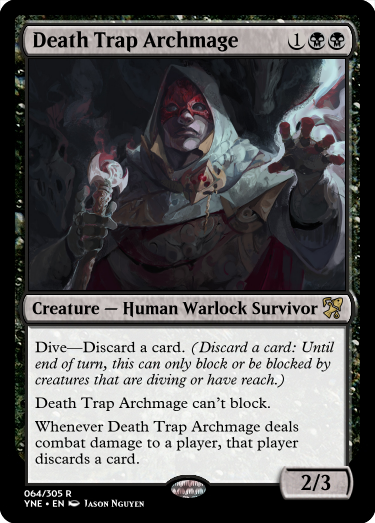 Death Trap Archmage 1
Creature — Human Warlock Survivor
Dive—Discard a card. (Discard a card: Until
end of turn, this can only block or be blocked by
creatures that are diving or have reach.)
Death Trap Archmage can't block.
Whenever Death Trap Archmage deals
combat damage to a player, that player
discards a card.
2/3
064/305 R
YNE • EN Jason Nguyen